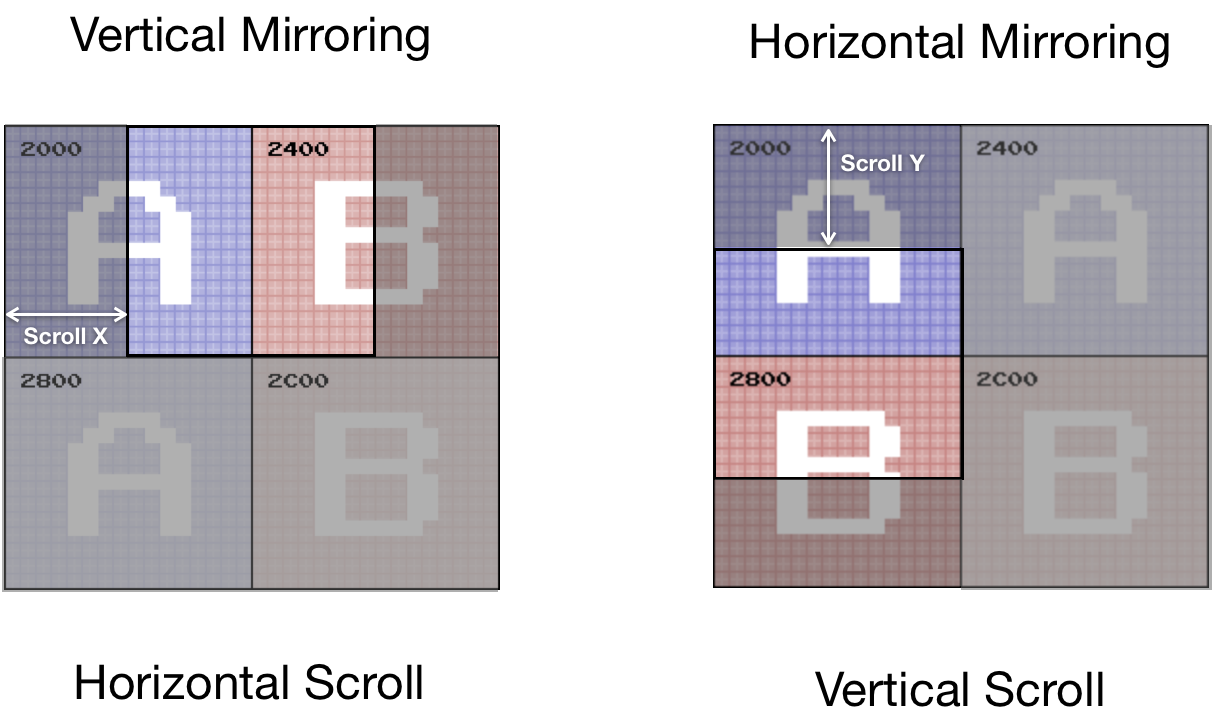 Vertical Mirroring
2000
2400
A
B
Scroll X
2800
2C00
A
B
Horizontal Scroll
Horizontal Mirroring
2000
Scroll Y
2400
A
A
2800
2C00
B
B
Vertical Scroll